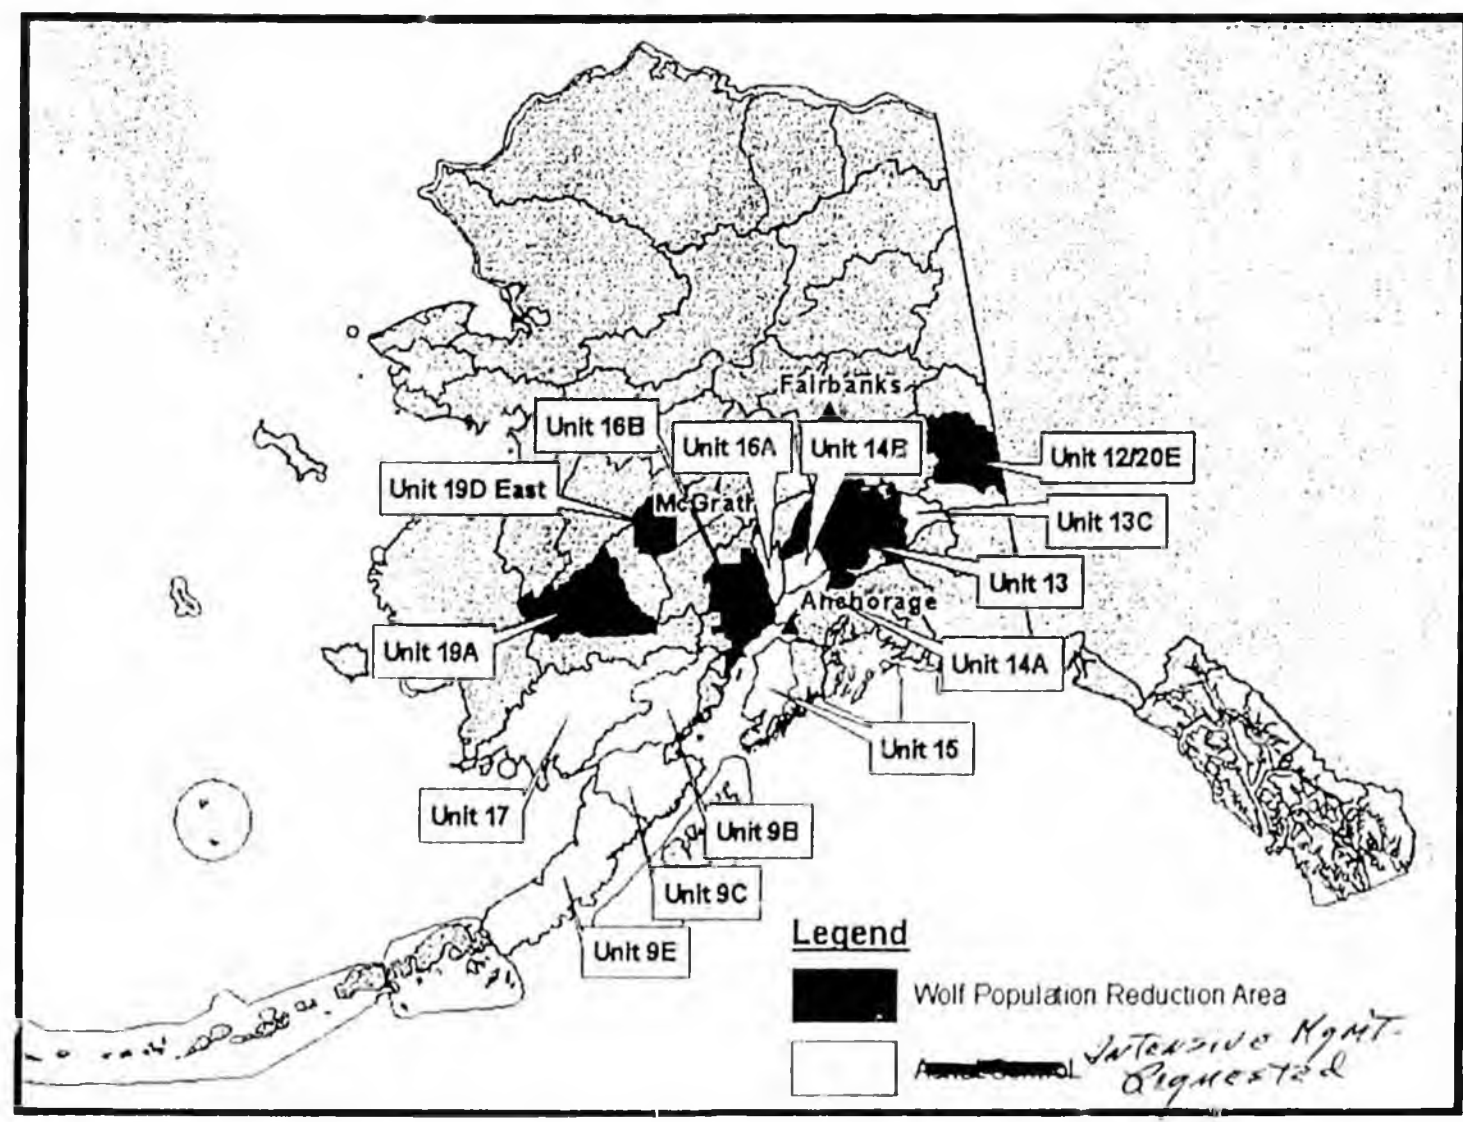 Fairbanks
Unit 16B
Unit 16A
Unit 14B
Unit 12/20E
Unit 19D East
McGrath
Unit 13C
Unit 13
Anchorage
Unit 19A
Unit 14A
Unit 15
Unit 17
Unit 9B
Unit 9C
Unit 9E
Legend
Wolf Population Reduction Area
Intensive Mgmt.
Requested